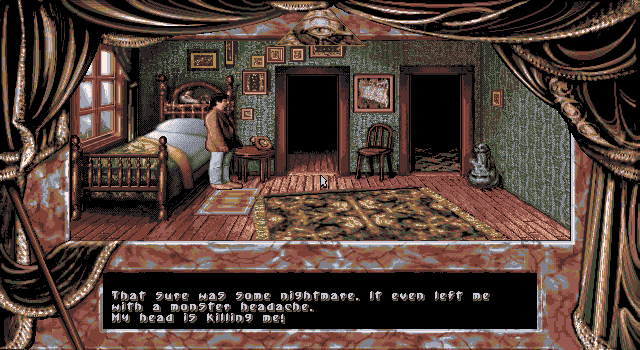 That sure was some nightmare. It even left me
with a monster headache.
My head is killing me!